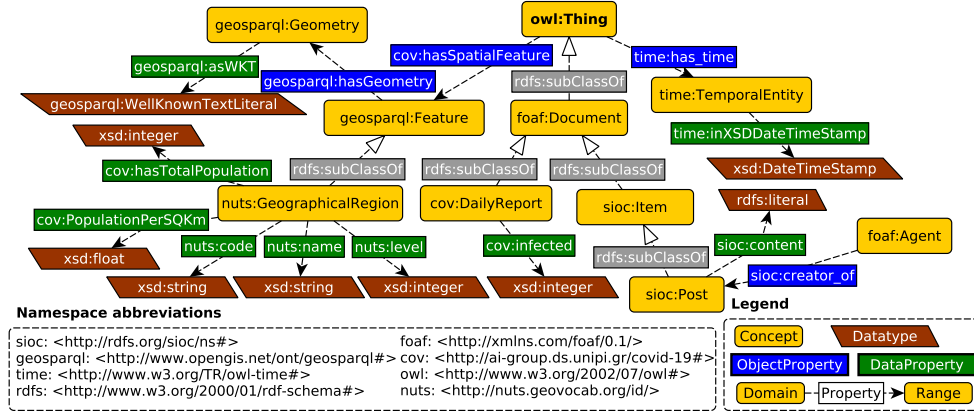 owl:Thing
geosparql:Geometry
cov:hasSpatialFeature
time:has_time
geosparql:asWKT
geosparql:hasGeometry
rdfs:subClassOf
time:TemporalEntity
geosparql:WellKnownTextLiteral
geosparql:Feature
foaf:Document
xsd:integer
time:inXSDDateTimeStamp
cov:hasTotalPopulation
rdfs:subClassOf
rdfs:subClassOf
rdfs:subClassOf
xsd:DateTimeStamp
nuts:GeographicalRegion
cov:DailyReport
sioc:Item
rdfs:literal
cov:PopulationPerSQKm
nuts:code
nuts:name
nuts:level
cov:infected
sioc:content
foaf:Agent
xsd:float
rdfs:subClassOf
sioc:creator_of
xsd:string
xsd:string
xsd:integer
xsd:integer
sioc:Post
Namespace abbreviations
sioc: <http://rdfs.org/sioc/ns#>
geosparql: <http://www.opengis.net/ont/geosparql#>
time: <http://www.w3.org/TR/owl-time#>
rdfs: <http://www.w3.org/2000/01/rdf-schema#>
foaf: <http://xmlns.com/foaf/0.1/>
cov: <http://ai-group.ds.unipi.gr/covid-19#>
owl: <http://www.w3.org/2002/07/owl#>
nuts: <http://nuts.geovocab.org/id/>
Legend
Concept
Datatype
ObjectProperty
DataProperty
Domain
Property
Range